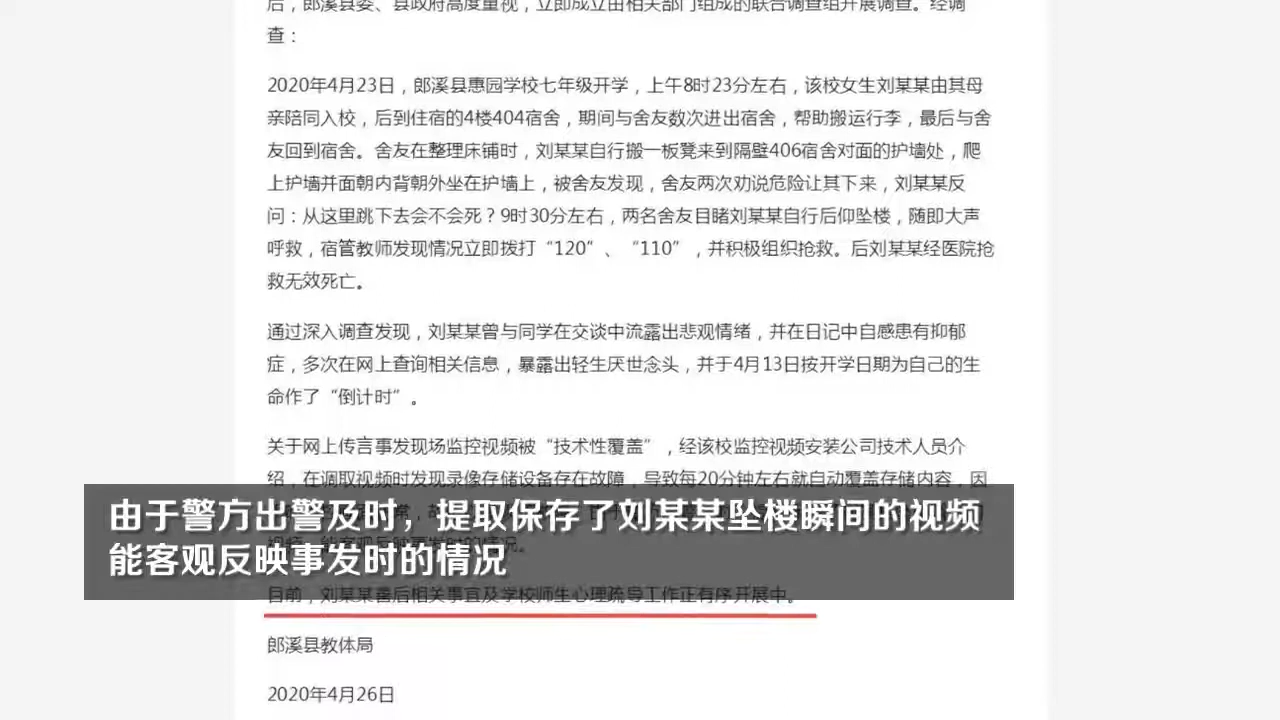 后，郎溪县委、县政府高度重视，立即成立由相关部门组成的联合调查组开展调查。经调
查：
2020年4月23日，郎溪县惠园学校七年级开学，上午8时23分左右，该校女生刘某某由其母
亲陪同入校，后到住宿的4楼404宿舍，期间与舍友数次进出宿舍，帮助搬运行李，最后与舍
友回到宿舍。舍友在整理床铺时，刘某某自行搬一板凳来到隔壁406宿舍对面的护墙处，爬
上护墙并面朝内背朝外坐在护墙上，被舍友发现，舍友两次劝说危险让其下来，刘某某反
问：从这里跳下去会不会死？9时30分左右，两名舍友目睹刘某某自行后仰坠楼，随即大声
呼救，宿管教师发现情况立即拨打“120”、“110”，并积极组织抢救。后刘某某经医院抢
救无效死亡。
通过深入调查发现，刘某某曾与同学在交谈中流露出悲观情绪，并在日记中自感患有抑郁
症，多次在网上查询相关信息，暴露出轻生厌世念头，并于4月13日按开学日期为自己的生
命作了“倒计时”。
关于网上传言事发现场监控视频被“技术性覆盖”，经该校监控视频安装公司技术人员介
绍，在调取视频时发现录像存储设备存在故障，导致每20分钟左右就自动覆盖存储内容，因
由于警方出警及时，提取保存了刘某某坠楼瞬间的视频
能客观反映事发时的情况
目前，刘某某善后相关事宜及学校师生心理疏导工作正有序开展中。
郎溪县教体局
2020年4月26日